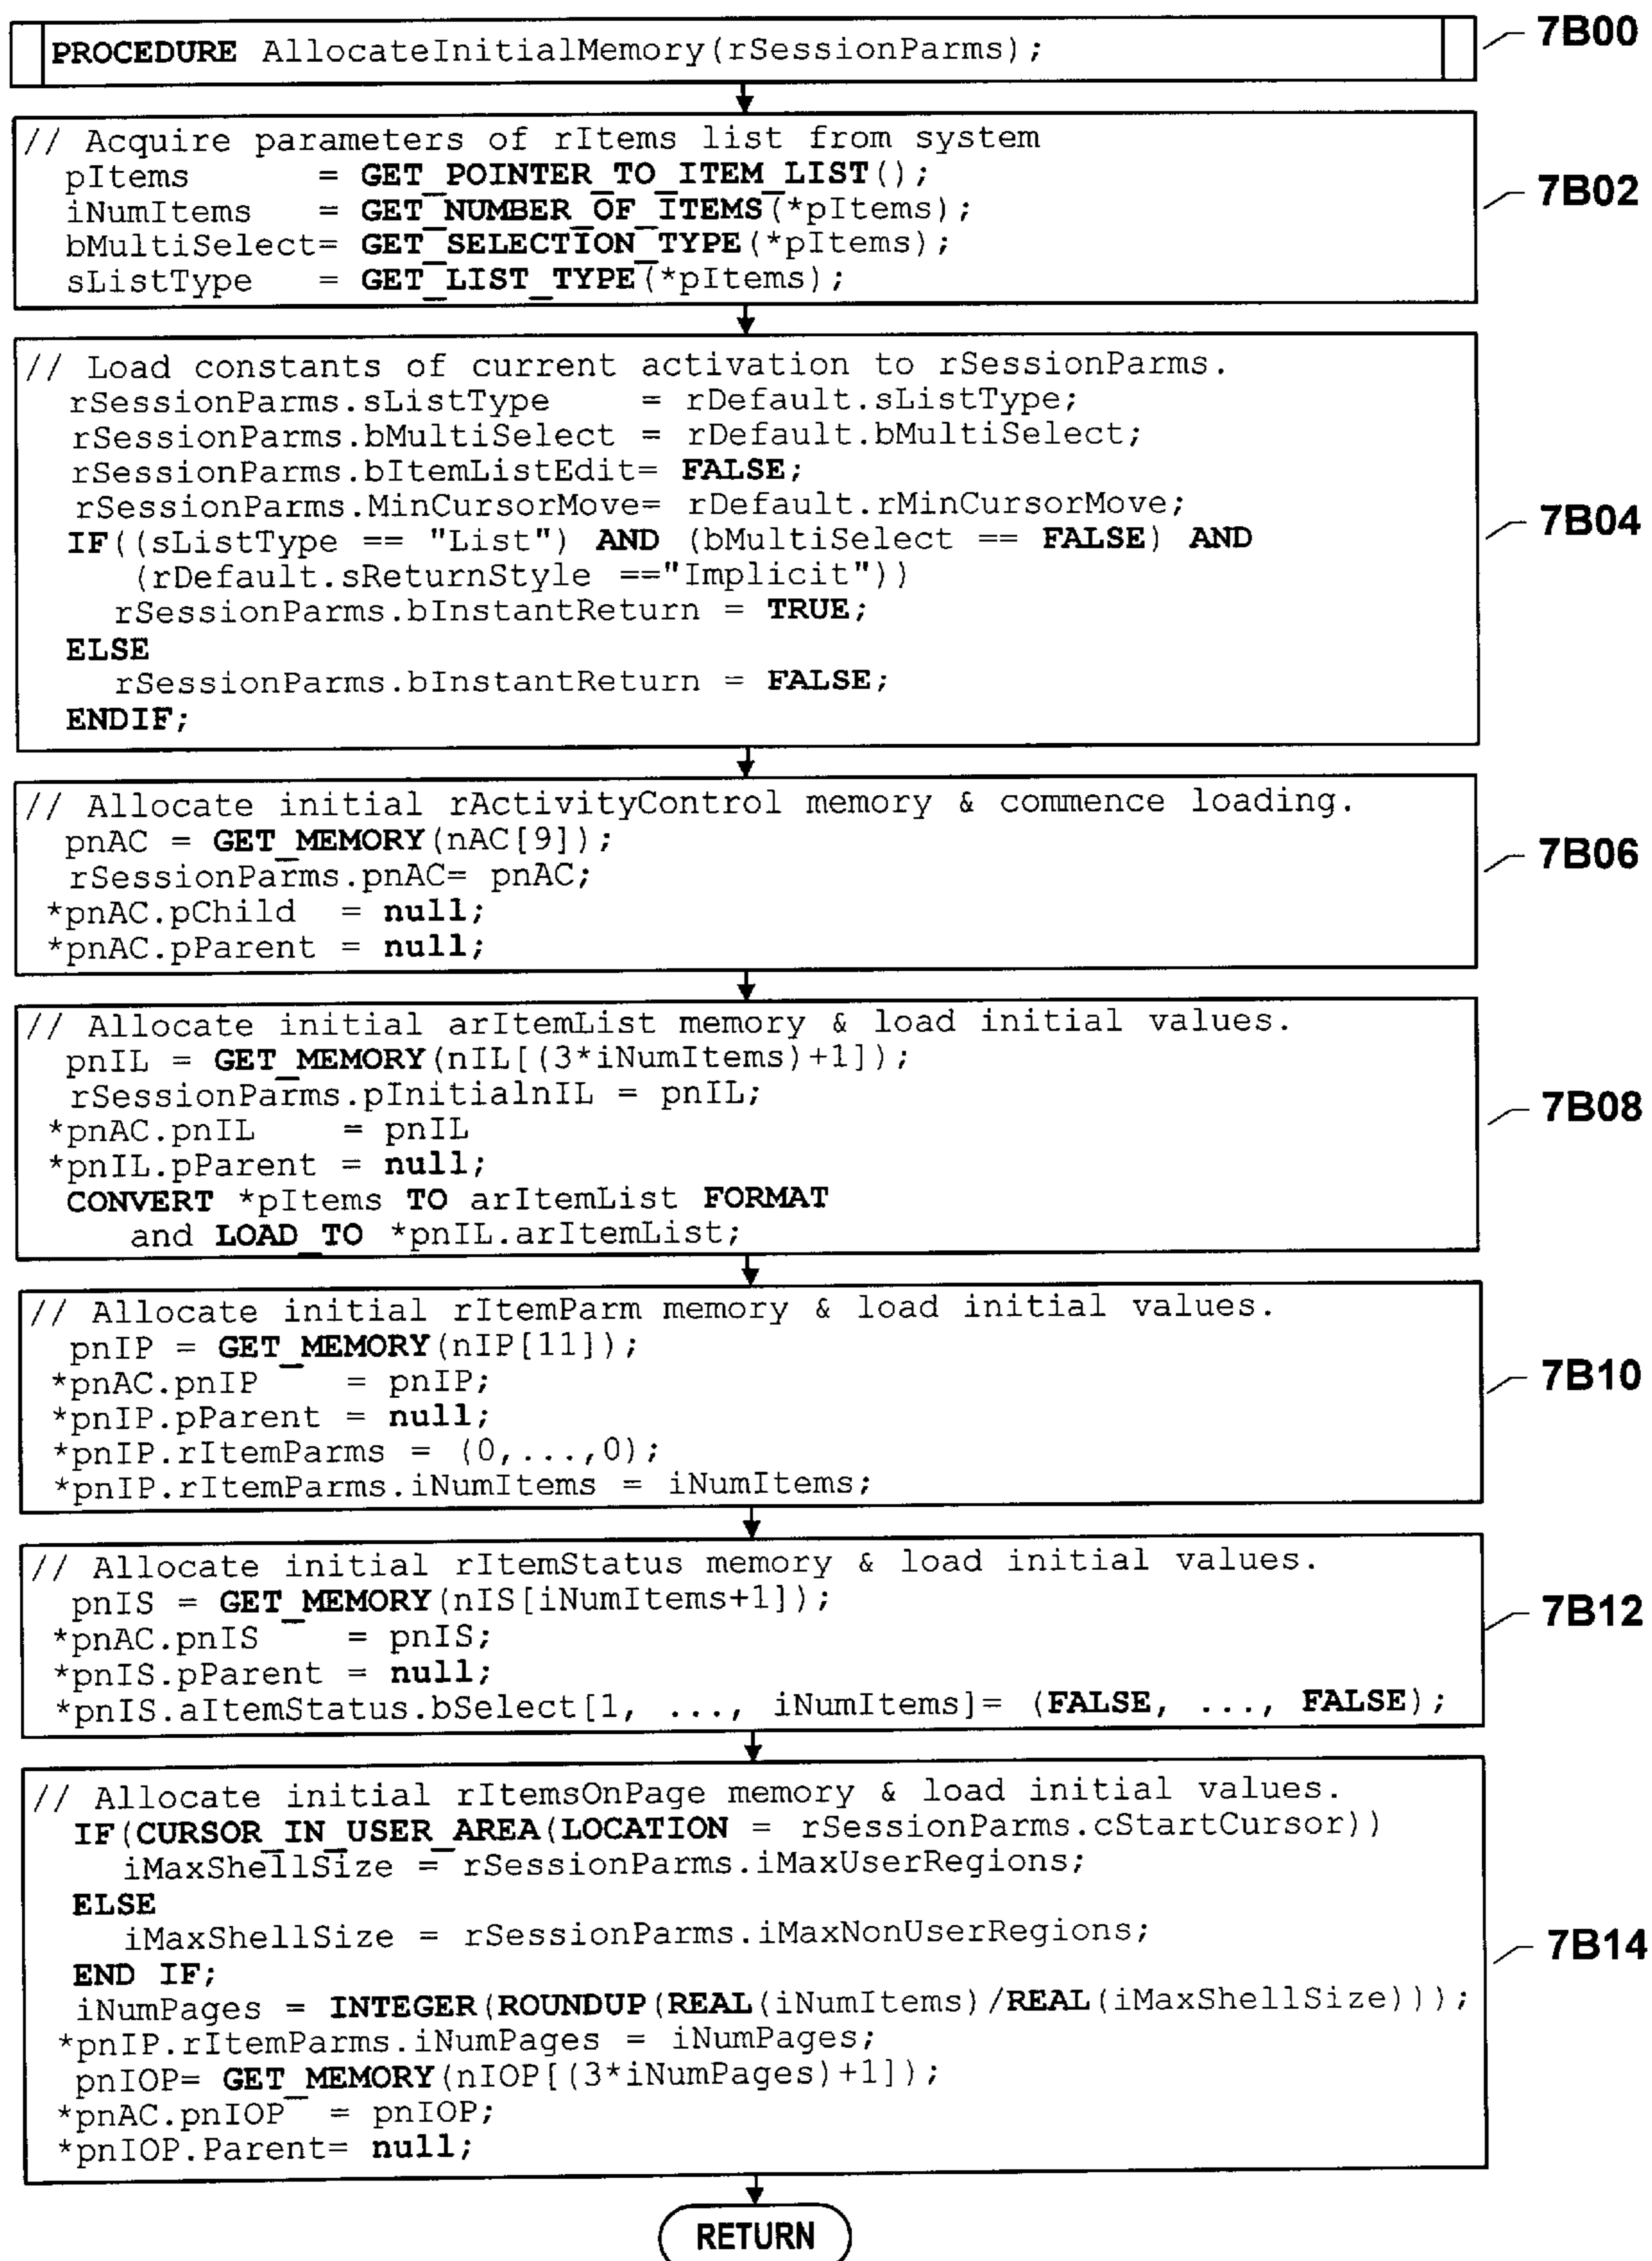 PROCEDURE AllocateInitialMemory(rSessionParms);
7B00
// Acquire parameters of rItems list from system
pItems = GET_POINTER_TO_ITEM_LIST();
iNumItems = GET_NUMBER_OF_ITEMS(*pItems);
bMultiSelect= GET_SELECTION_TYPE(*pItems);
sListType = GET_LIST_TYPE(*pItems);
7B02
// Load constants of current activation to rSessionParms.
rSessionParms.sListType = rDefault.sListType;
rSessionParms.bMultiSelect = rDefault.bMultiSelect;
rSessionParms.bItemListEdit= FALSE;
rSessionParms.MinCursorMove= rDefault.rMinCursorMove;
IF((sListType == "List") AND (bMultiSelect == FALSE) AND
(rDefault.sReturnStyle =="Implicit"))
rSessionParms.bInstantReturn = TRUE;
ELSE
rSessionParms.bInstantReturn = FALSE;
ENDIF;
7B04
// Allocate initial rActivityControl memory & commence loading.
pnAC = GET_MEMORY(nAC[9]);
rSessionParms.pnAC= pnAC;
*pnAC.pChild = null;
*pnAC.pParent = null;
7B06
// Allocate initial arItemList memory & load initial values.
pnIL = GET_MEMORY(nIL[(3*iNumItems)+1]);
rSessionParms.pInitialnIL = pnIL;
*pnAC.pnIL = pnIL
*pnIL.pParent = null;
CONVERT *pItems TO arItemList FORMAT
and LOAD_TO *pnIL.arItemList;
7B08
// Allocate initial rItemParm memory & load initial values.
pnIP = GET_MEMORY(nIP[11]);
*pnAC.pnIP = pnIP;
*pnIP.pParent = null;
*pnIP.rItemParms = (0,...,0);
*pnIP.rItemParms.iNumItems = iNumItems;
7B10
// Allocate initial rItemStatus memory & load initial values.
pnIS = GET_MEMORY(nIS[iNumItems+1]);
*pnAC.pnIS = pnIS;
*pnIS.pParent = null;
*pnIS.aItemStatus.bSelect[1, ..., iNumItems]= (FALSE, ..., FALSE);
7B12
// Allocate initial rItemsOnPage memory & load initial values.
IF(CURSOR_IN_USER_AREA(LOCATION = rSessionParms.cStartCursor))
iMaxShellSize = rSessionParms.iMaxUserRegions;
ELSE
iMaxShellSize = rSessionParms.iMaxNonUserRegions;
END IF;
iNumPages = INTEGER(ROUNDUP(REAL(iNumItems)/REAL(iMaxShellSize)));
*pnIP.rItemParms.iNumPages = iNumPages;
pnIOP= GET_MEMORY(nIOP[(3*iNumPages)+1]);
*pnAC.pnIOP = pnIOP;
*pnIOP.Parent= null;
7B14
RETURN